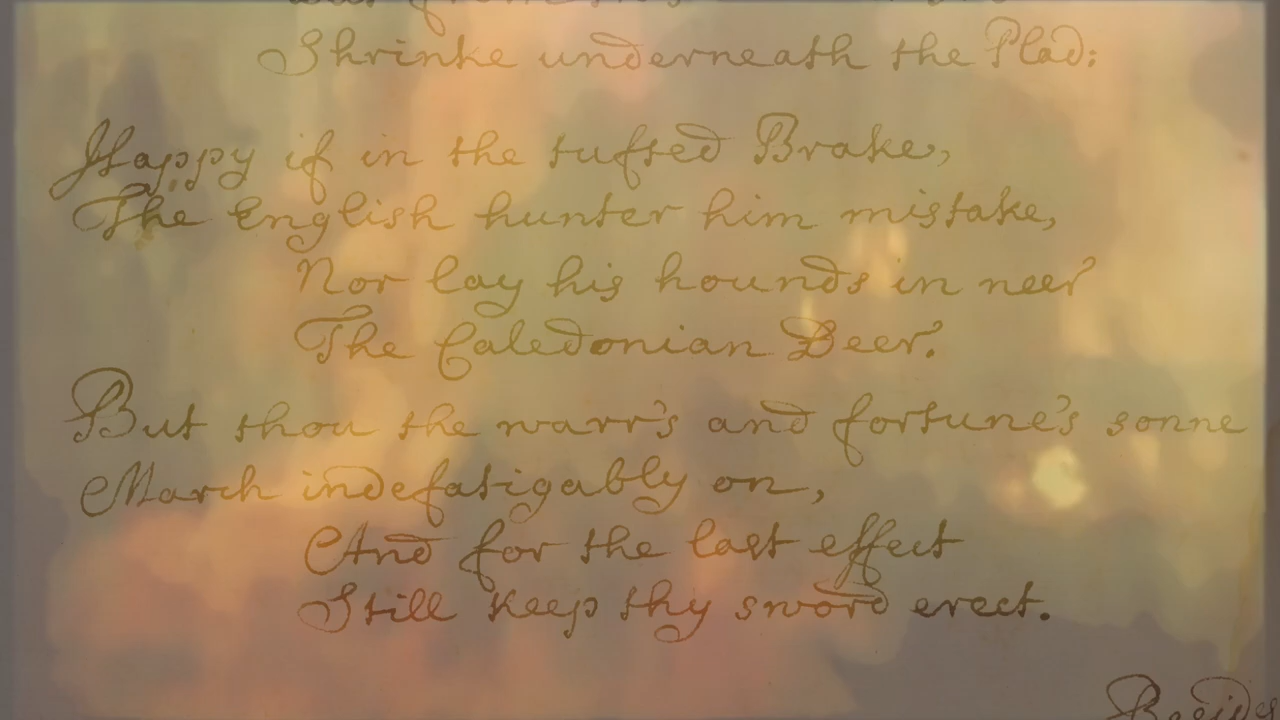 Shrinke underneath the Plad:
Happy if in the tufted Brake,
The English hunter him mistake,
Nor lay his hounds in neer
The Caledonian Deer.
But thou the warr's and fortune's sonne
March indefatigably on,
And for the last effect
Still keep thy sword erect.